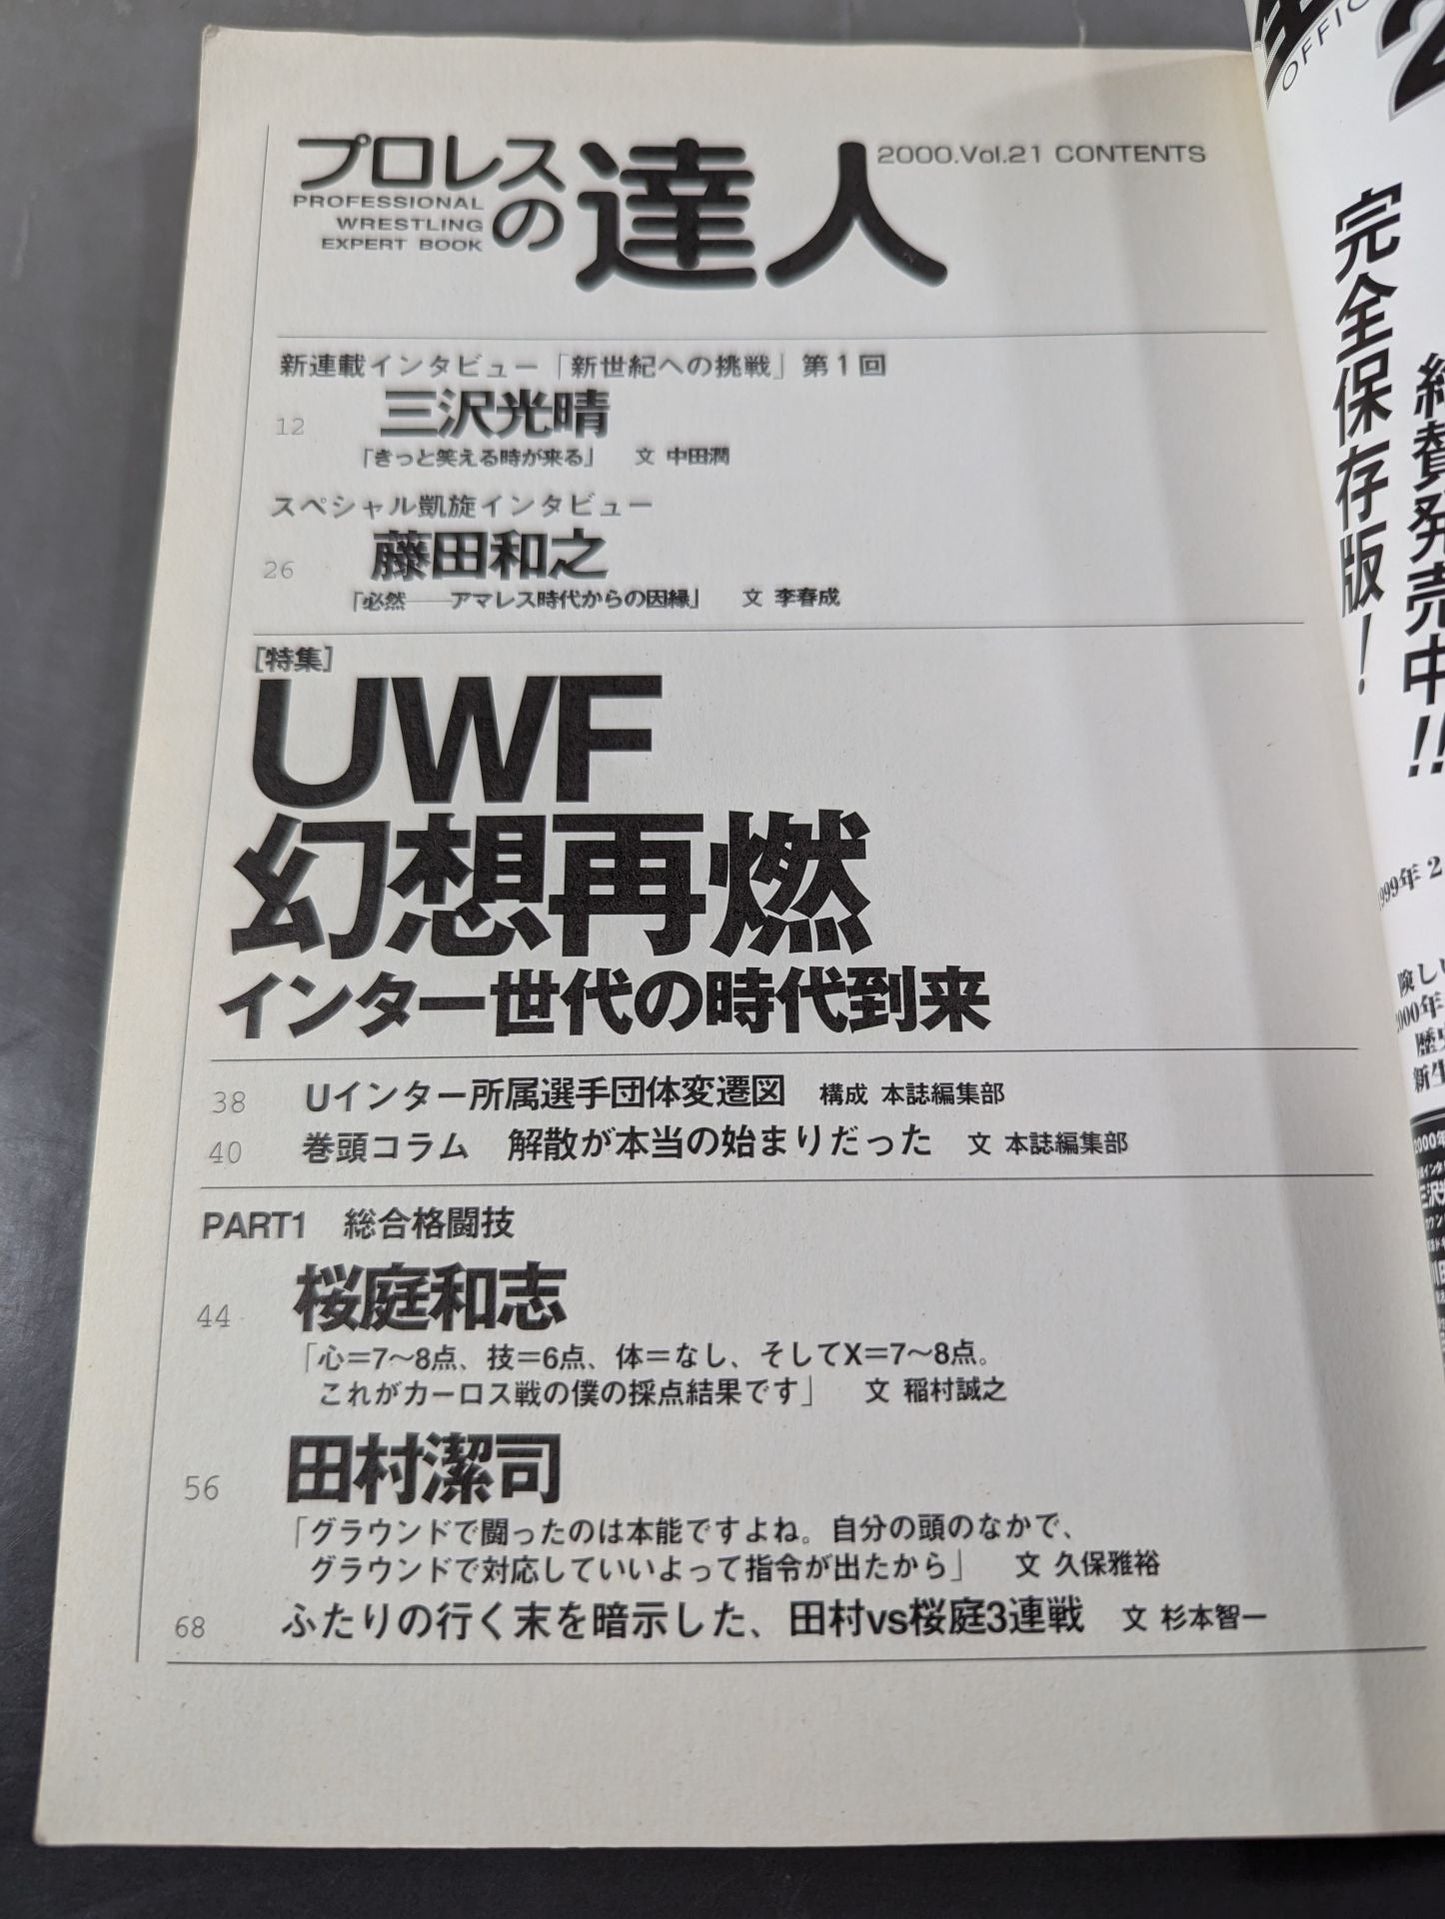 プロレスの達人
PROFESSIONAL
WRESTLING
EXPERT BOOK
2000.Vol.21 CONTENTS
新連載インタビュー「新世紀への挑戦」第1回
12 三沢光晴
「きっと笑える時が来る」 文 中田潤
スペシャル凱旋インタビュー
26 藤田和之
「必然――アマレス時代からの因縁」 文 李春成
[特集]
UWF
幻想再燃
インター世代の時代到来
38 Uインター所属選手団体変遷図 構成 本誌編集部
40 巻頭コラム 解散が本当の始まりだった 文 本誌編集部
PART1 総合格闘技
44 桜庭和志
「心=7〜8点、技=6点、体=なし、そしてX=7〜8点。
これがカーロス戦の僕の採点結果です」 文 稲村誠之
56 田村潔司
「グラウンドで闘ったのは本能ですよね。自分の頭のなかで、
グラウンドで対応していいよって指令が出たから」 文 久保雅裕
68 ふたりの行く末を暗示した、田村vs桜庭3連戦 文 杉本智一
完全保存版！
賛発売中!!